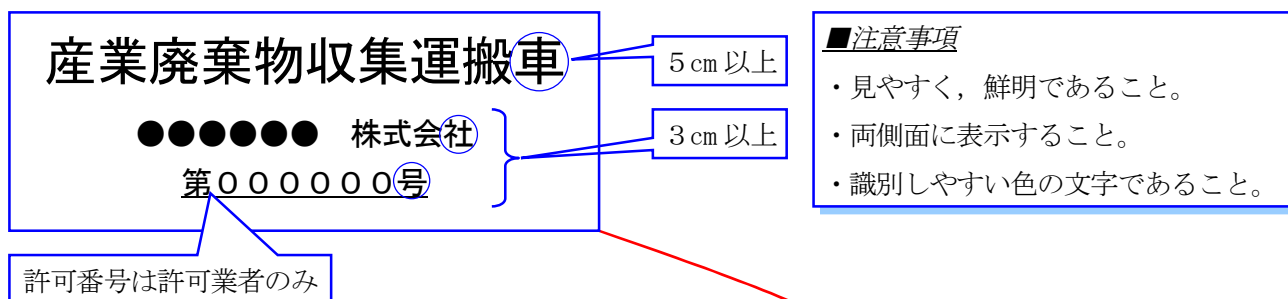 産業廃棄物収集運搬車
●●●●●● 株式会社
第００００００号
５㎝以上
３㎝以上
許可番号は許可業者のみ
■注意事項
・見やすく，鮮明であること。
・両側面に表示すること。
・識別しやすい色の文字であること。